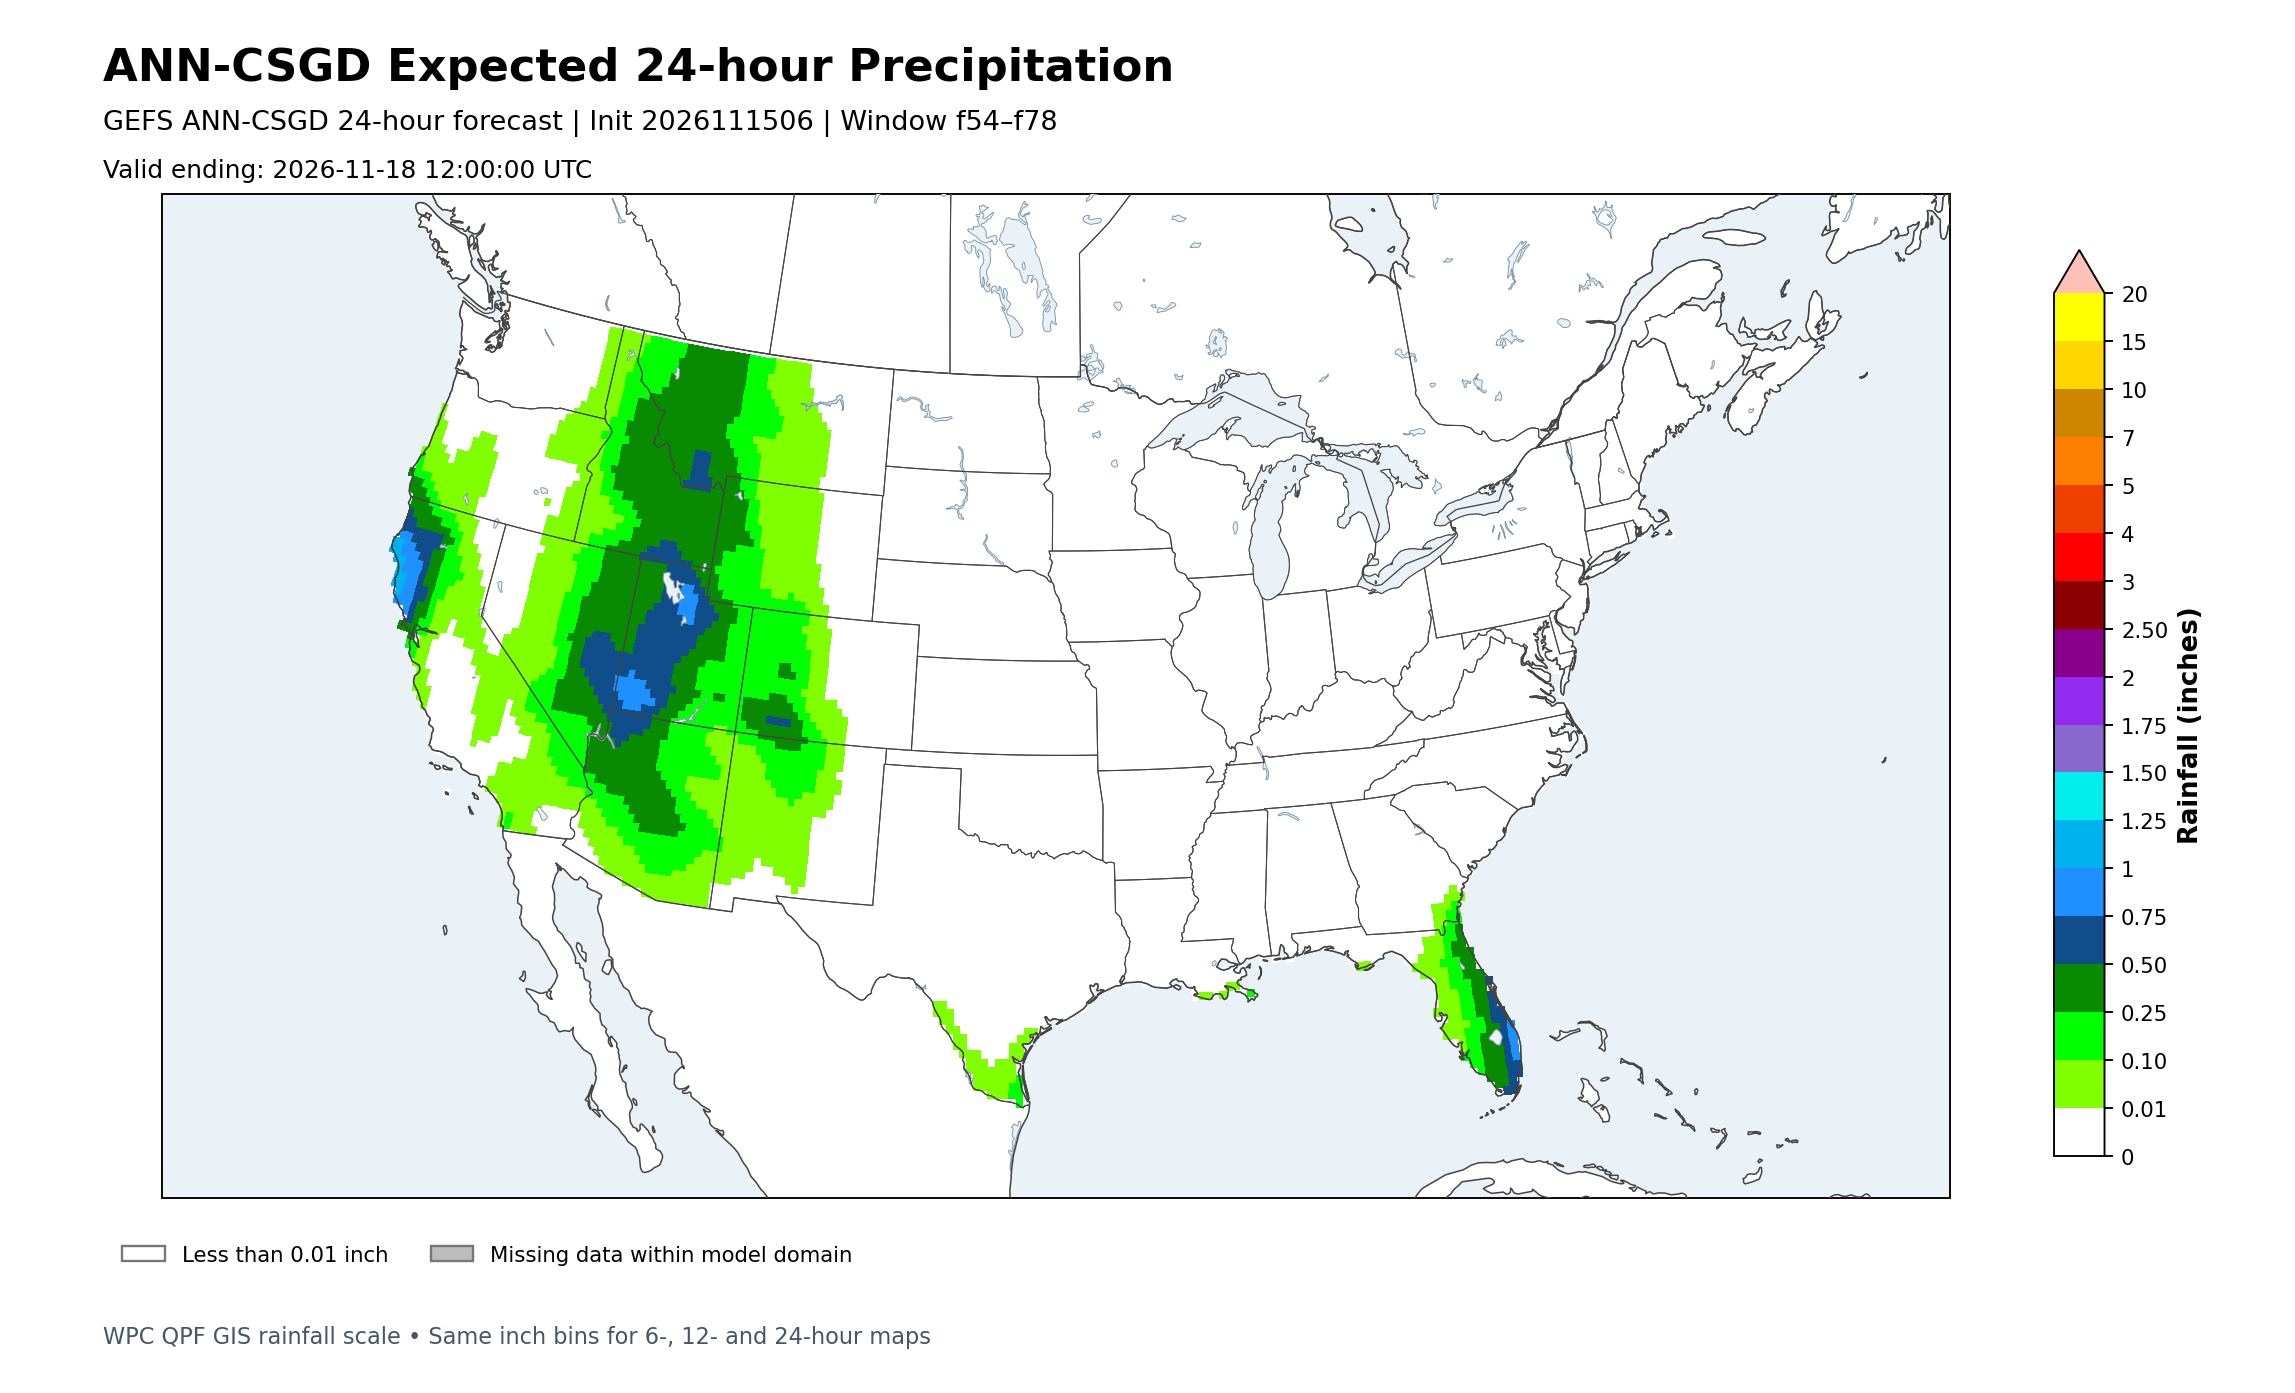 ANN-CSGD Expected 24-hour Precipitation
GEFS ANN-CSGD 24-hour forecast | Init 2026111506 | Window f54–f78
Valid ending: 2026-11-18 12:00:00 UTC
20
15
10
7
5
4
3
2.50
2
1.75
1.50
1.25
1
0.75
0.50
0.25
0.10
0.01
0
Rainfall (inches)
Less than 0.01 inch
Missing data within model domain
WPC QPF GIS rainfall scale • Same inch bins for 6-, 12- and 24-hour maps